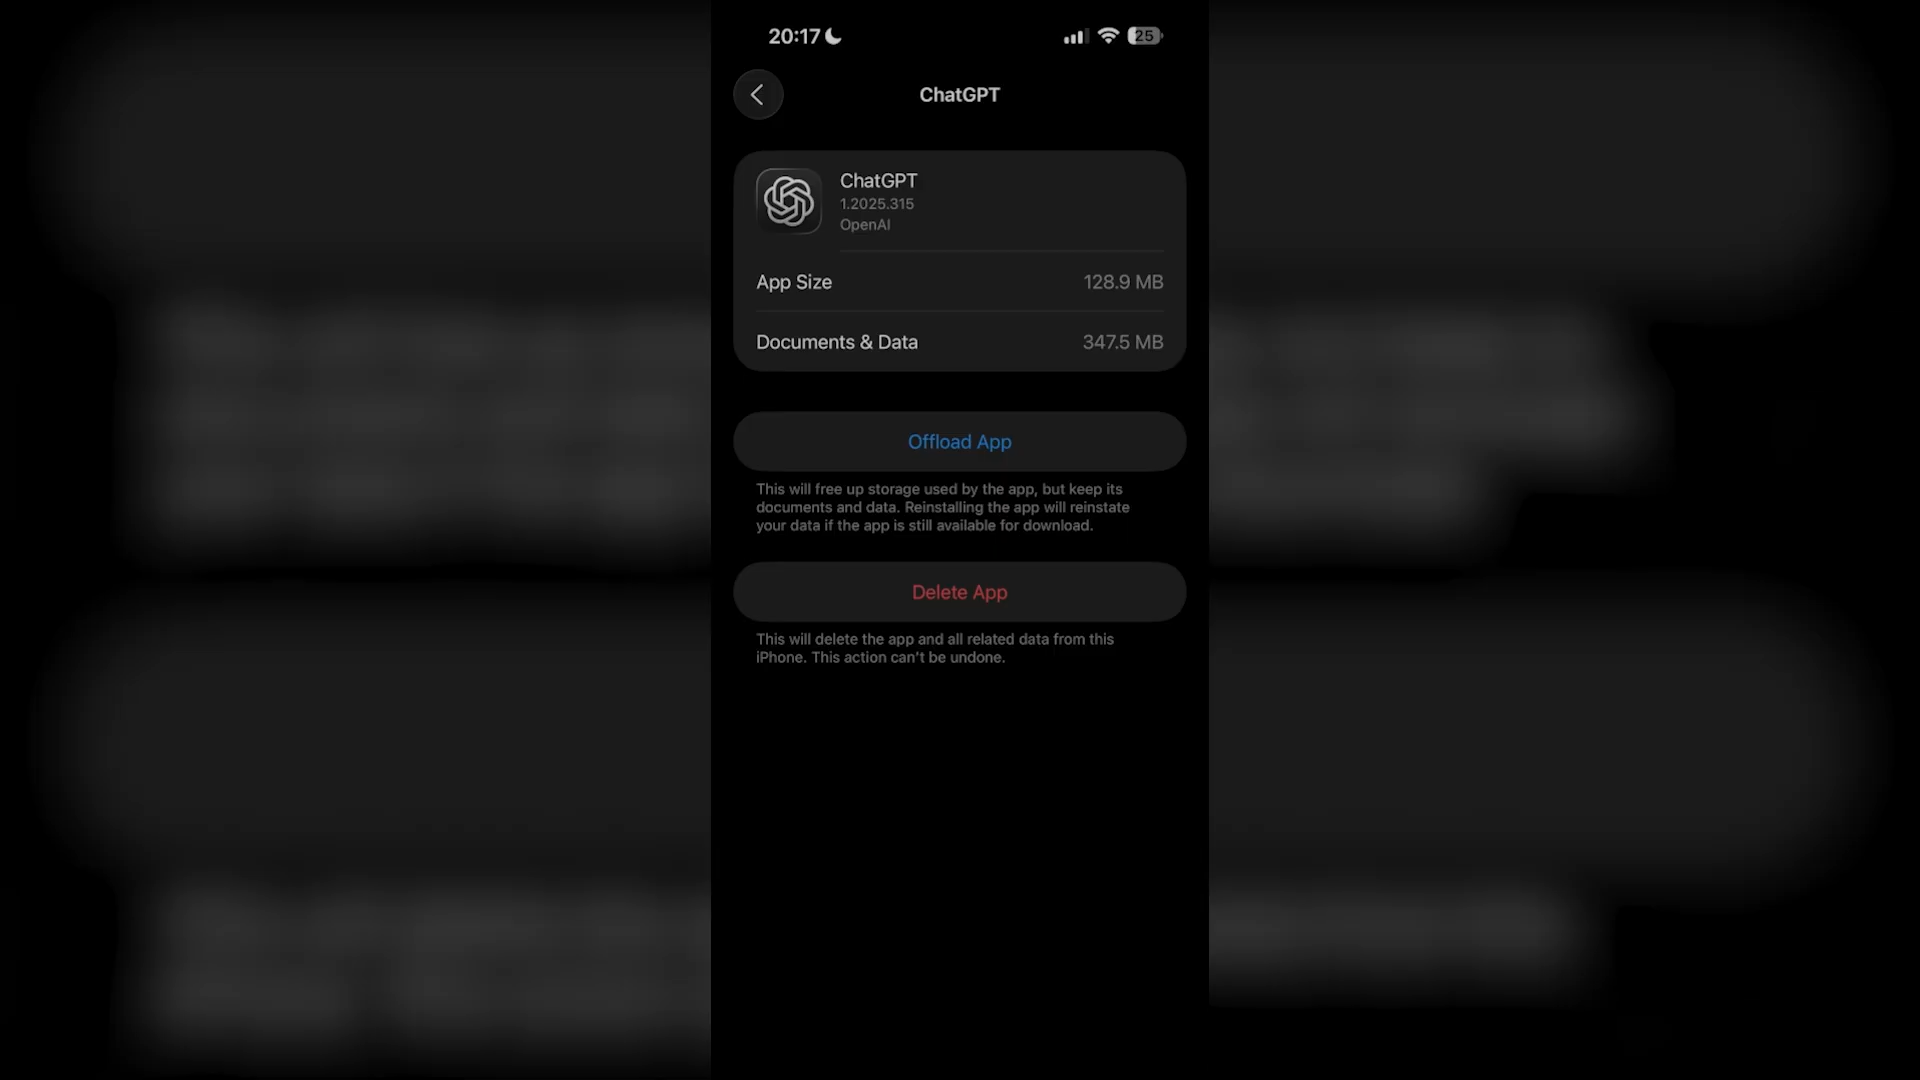 20:17
25
ChatGPT
ChatGPT
1.2025.315
OpenAI
App Size 128.9 MB
Documents & Data 347.5 MB
Offload App
This will free up storage used by the app, but keep its
documents and data. Reinstalling the app will reinstate
your data if the app is still available for download.
Delete App
This will delete the app and all related data from this
iPhone. This action can't be undone.